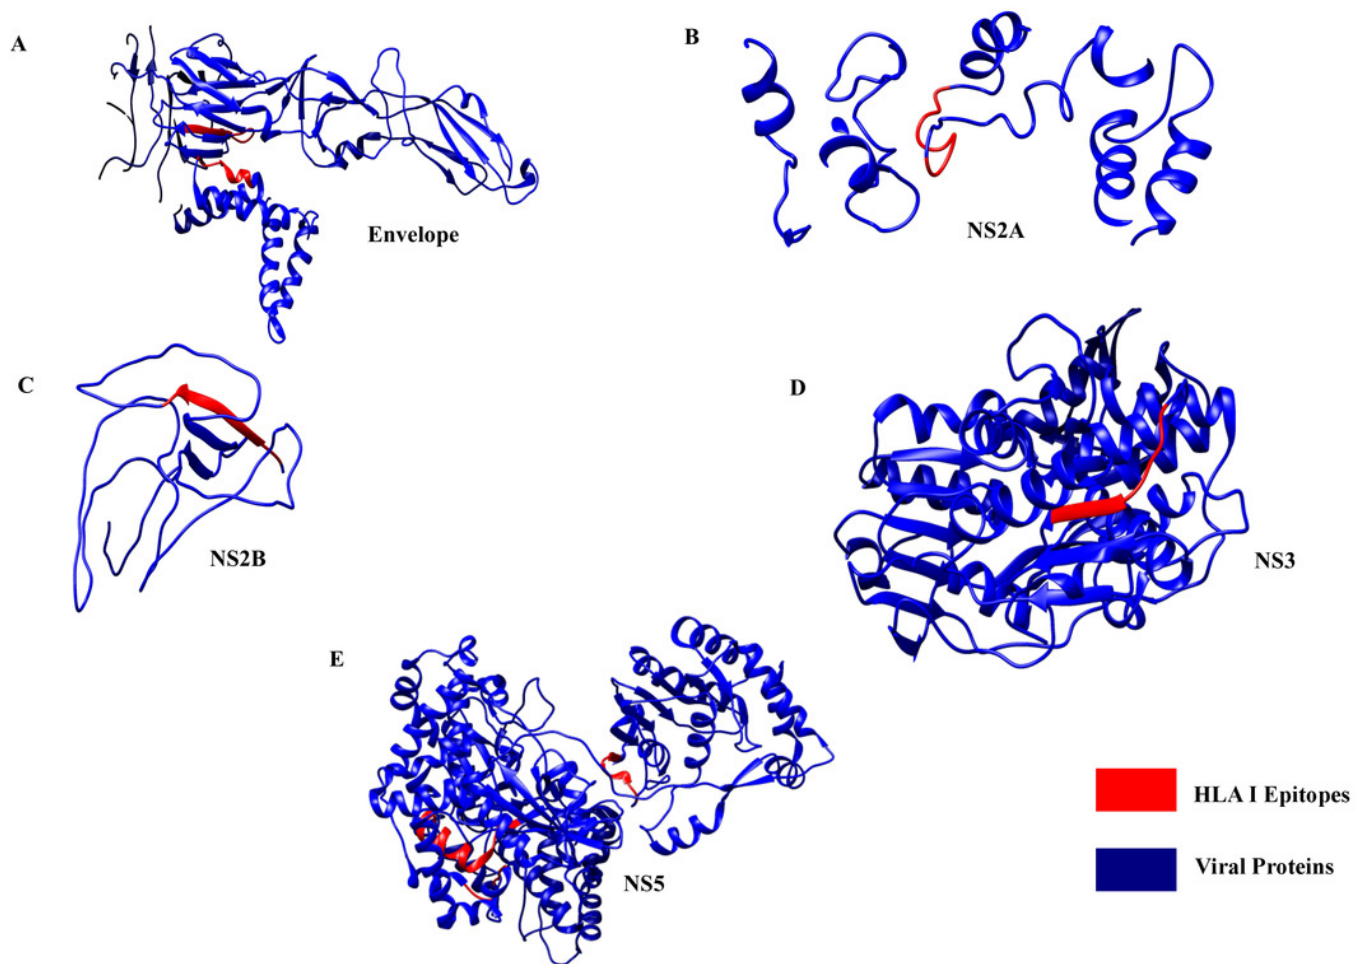 A
B
Envelope
NS2A
C
D
NS2B
NS3
E
NS5
HLA I Epitopes
Viral Proteins